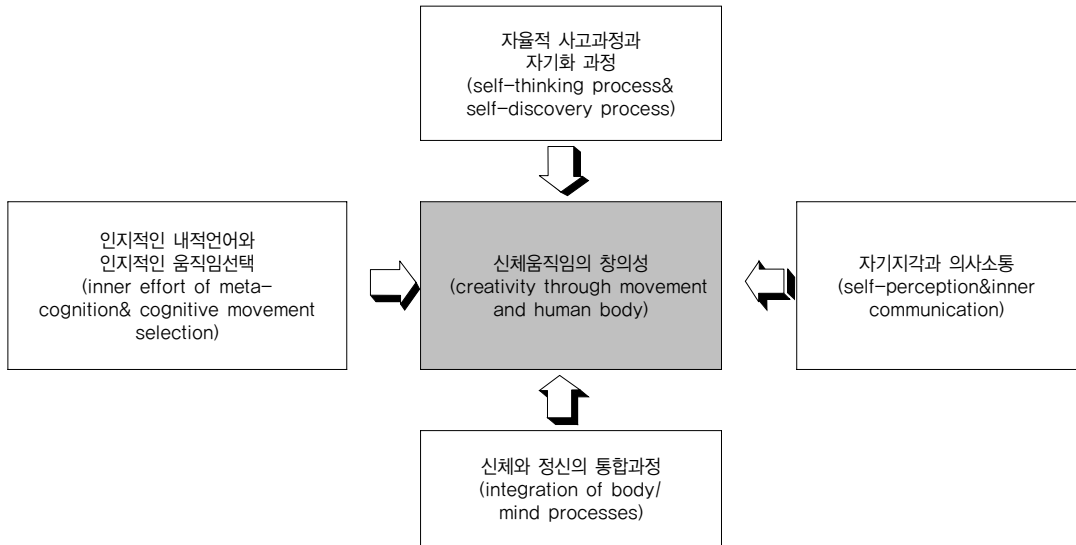 자율적 사고과정과
자기화 과정
(self-thinking process&
self-discovery process)
인지적인 내적언어와
인지적인 움직임선택
(inner effort of meta-
cognition& cognitive movement
selection)
신체움직임의 창의성
(creativity through movement
and human body)
자기지각과 의사소통
(self-perception&inner
communication)
신체와 정신의 통합과정
(integration of body/
mind processes)